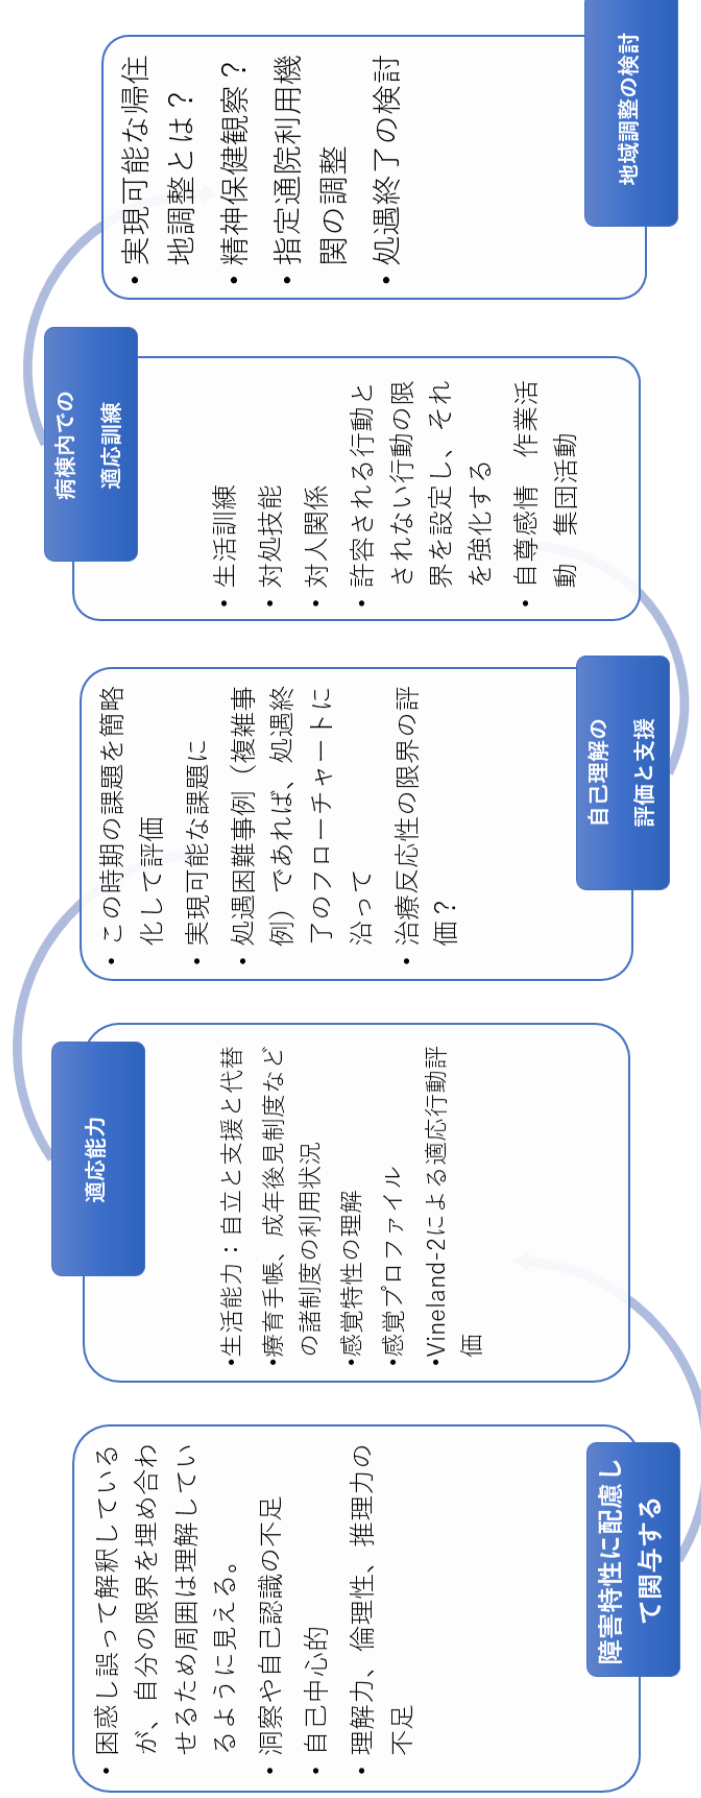 • 困惑し誤って解釈している
が、自分の限界を埋め合わ
せるため周囲は理解してい
るように見える。
• 洞察や自己認識の不足
• 自己中心的
• 理解力、倫理性、推理力の
不足
障害特性に配慮し
て関与する
適応能力
•生活能力：自立と支援と代替
•療育手帳、成年後見制度など
の諸制度の利用状況
•感覚特性の理解
•感覚プロファイル
•Vineland-2による適応行動評
価
• この時期の課題を簡略
化して評価
• 実現可能な課題に
• 処遇困難事例（複雑事
例）であれば、処遇終
了のフローチャートに
沿って
• 治療反応性の限界の評
価？
自己理解の
評価と支援
病棟内での
適応訓練
• 生活訓練
• 対処技能
• 対人関係
• 許容される行動と
されない行動の限
界を設定し、それ
を強化する
• 自尊感情　作業活
動　集団活動
• 実現可能な帰住
地調整とは？
• 精神保健観察？
• 指定通院利用機
関の調整
• 処遇終了の検討
地域調整の検討